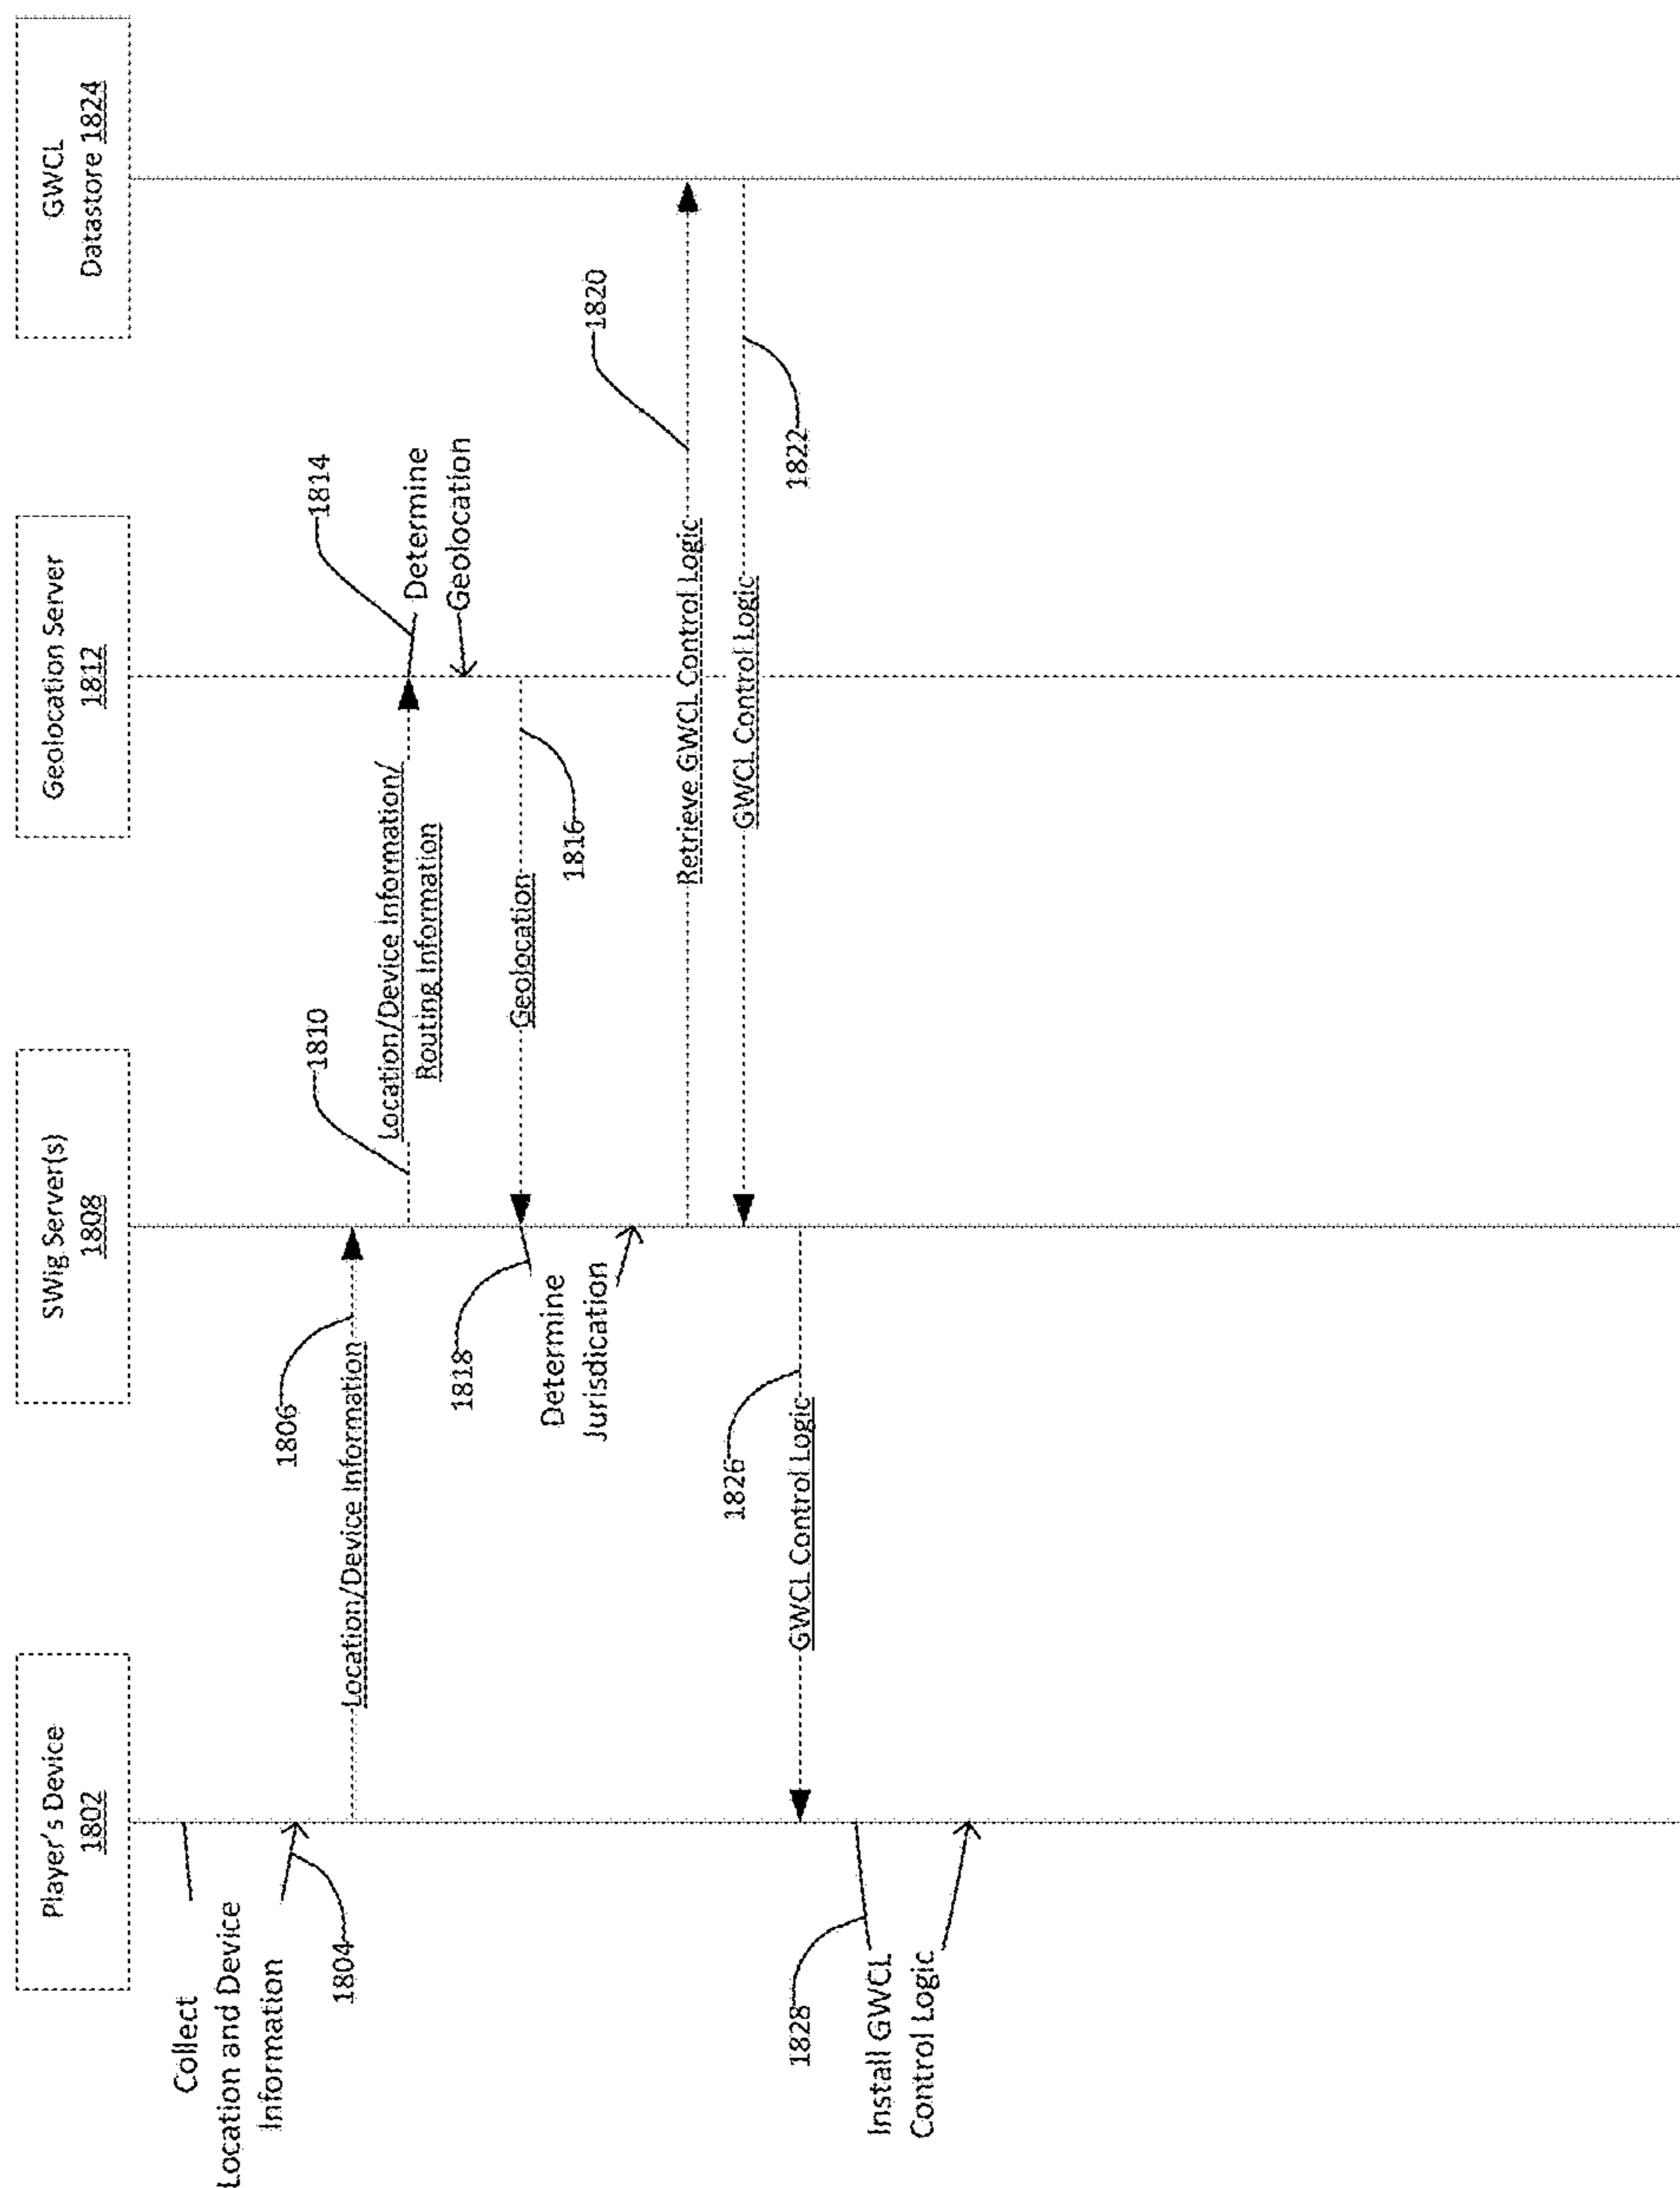 Player's Device
1802
SWig Server(s)
1808
Geolocation Server
1812
GWCL
Datastore 1824
Collect
Location and Device
Information
1804
1806
Location/Device Information
1810
Location/Device Information/
Routing Information
1814
Determine
Geolocation
Geolocation
1816
1818
Determine
Jurisdication
1820
Retrieve GWCL Control Logic
GWCL Control Logic
1822
1826
GWCL Control Logic
1828
Install GWCL
Control Logic